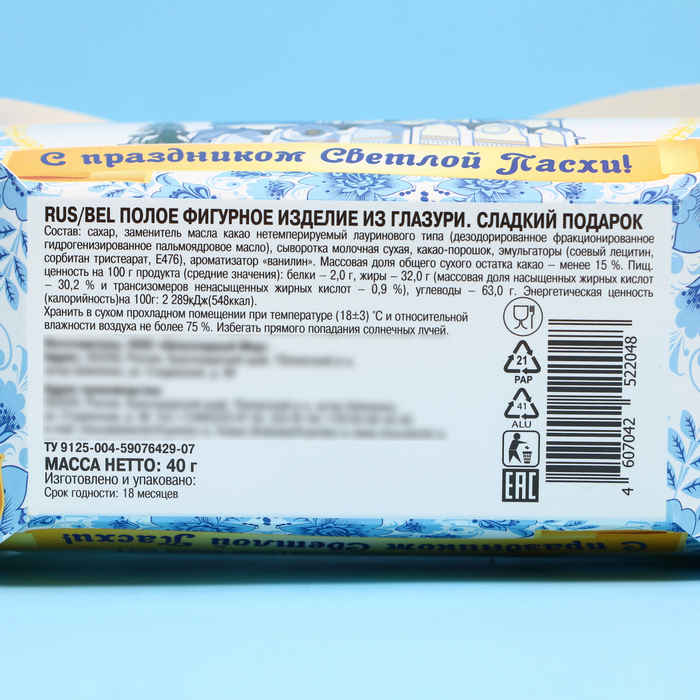 С праздником Светлой Пасхи!
RUS/BEL ПОЛОЕ ФИГУРНОЕ ИЗДЕЛИЕ ИЗ ГЛАЗУРИ. СЛАДКИЙ ПОДАРОК
Состав: сахар, заменитель масла какао нетемперируемый лауринового типа (дезодорированное фракционированное
гидрогенизированное пальмоядровое масло), сыворотка молочная сухая, какао-порошок, эмульгаторы (соевый лецитин,
сорбитан тристеарат, Е476), ароматизатор «ванилин». Массовая доля общего сухого остатка какао – менее 15 %. Пищ.
ценность на 100 г продукта (средние значения): белки – 2,0 г, жиры – 32,0 г (массовая доля насыщенных жирных кислот
– 30,2 % и трансизомеров ненасыщенных жирных кислот – 0,9 %), углеводы – 63,0 г. Энергетическая ценность
(калорийность)на 100г: 2 289кДж(548ккал).
Хранить в сухом прохладном помещении при температуре (18±3) °С и относительной
влажности воздуха не более 75 %. Избегать прямого попадания солнечных лучей.
ТУ 9125-004-59076429-07
МАССА НЕТТО: 40 г
Изготовлено и упаковано:
Срок годности: 18 месяцев
21
PAP
41
ALU
EAC
4 607042 522048
С праздником Светлой Пасхи!